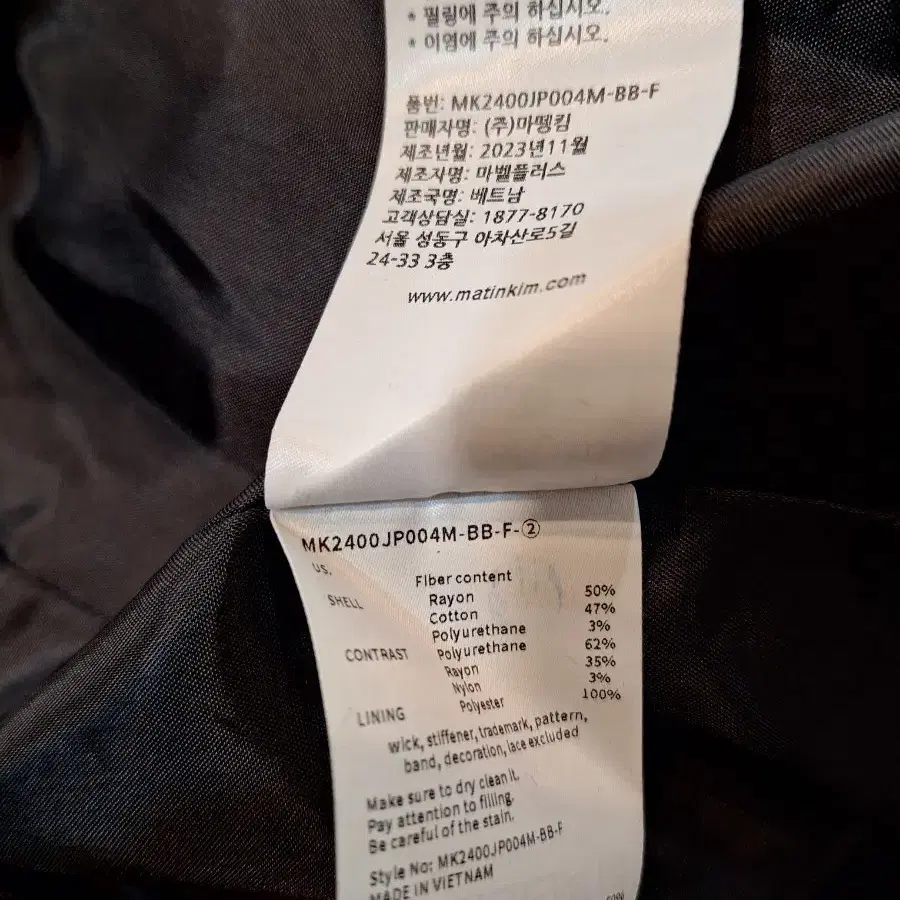 * 필링에 주의 하십시오.
* 이염에 주의 하십시오.
품번: MK2400JP004M-BB-F
판매자명: (주)마뗑킴
제조년월: 2023년11월
제조자명: 마벨플러스
제조국명: 베트남
고객상담실: 1877-8170
서울 성동구 아차산로5길
24-33 3층
www.matinkim.com
MK2400JP004M-BB-F-②
US.
Fiber content
SHELL Rayon 50%
Cotton 47%
Polyurethane 3%
CONTRAST Polyurethane 62%
Rayon 35%
Nylon 3%
LINING Polyester 100%
wick, stiffener, trademark, pattern,
band, decoration, lace excluded
Make sure to dry clean it.
Pay attention to filling.
Be careful of the stain.
Style No: MK2400JP004M-BB-F
MADE IN VIETNAM